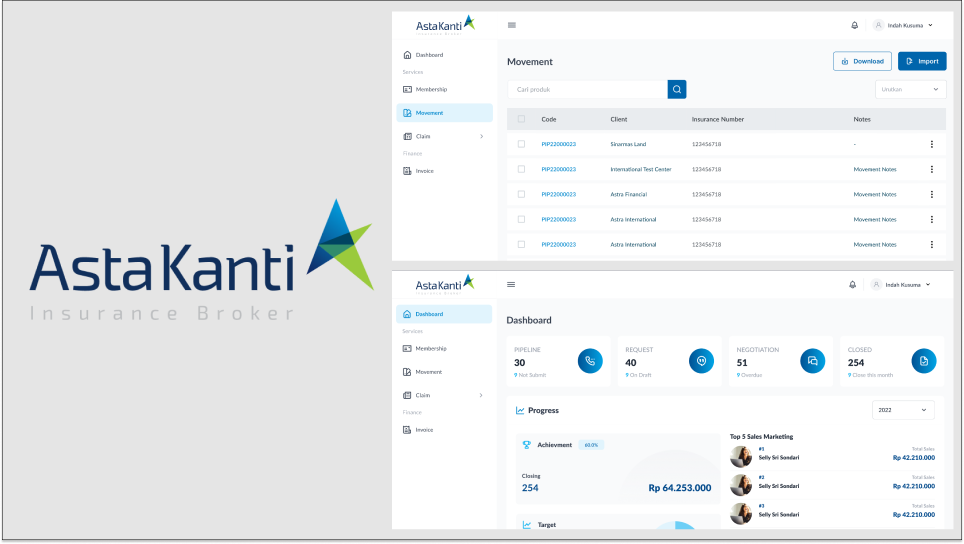 AstaKanti
Insurance Broker
AstaKanti
Indah Kusuma
Dashboard
Services
Membership
Movement
Claim
Finance
Invoice
Movement
Download
Import
Cari produk
Urutkan
Code Client Insurance Number Notes
PIP22000023 Sinarmas Land 123456718 -
PIP22000023 International Test Center 123456718 Movement Notes
PIP22000023 Astra Financial 123456718 Movement Notes
PIP22000023 Astra International 123456718 Movement Notes
PIP22000023 Astra International 123456718 Movement Notes
AstaKanti
Indah Kusuma
Dashboard
Services
Membership
Movement
Claim
Finance
Invoice
Dashboard
PIPELINE
30
9 Not Submit
REQUEST
40
9 On Draft
NEGOTIATION
51
9 Overdue
CLOSED
254
9 Close this month
Progress
2022
Achievment 60.0%
Closing
254
Rp 64.253.000
Target
Top 5 Sales Marketing
#1
Selly Sri Sondari
Total Sales
Rp 42.210.000
#2
Selly Sri Sondari
Total Sales
Rp 42.210.000
#3
Selly Sri Sondari
Total Sales
Rp 42.210.000